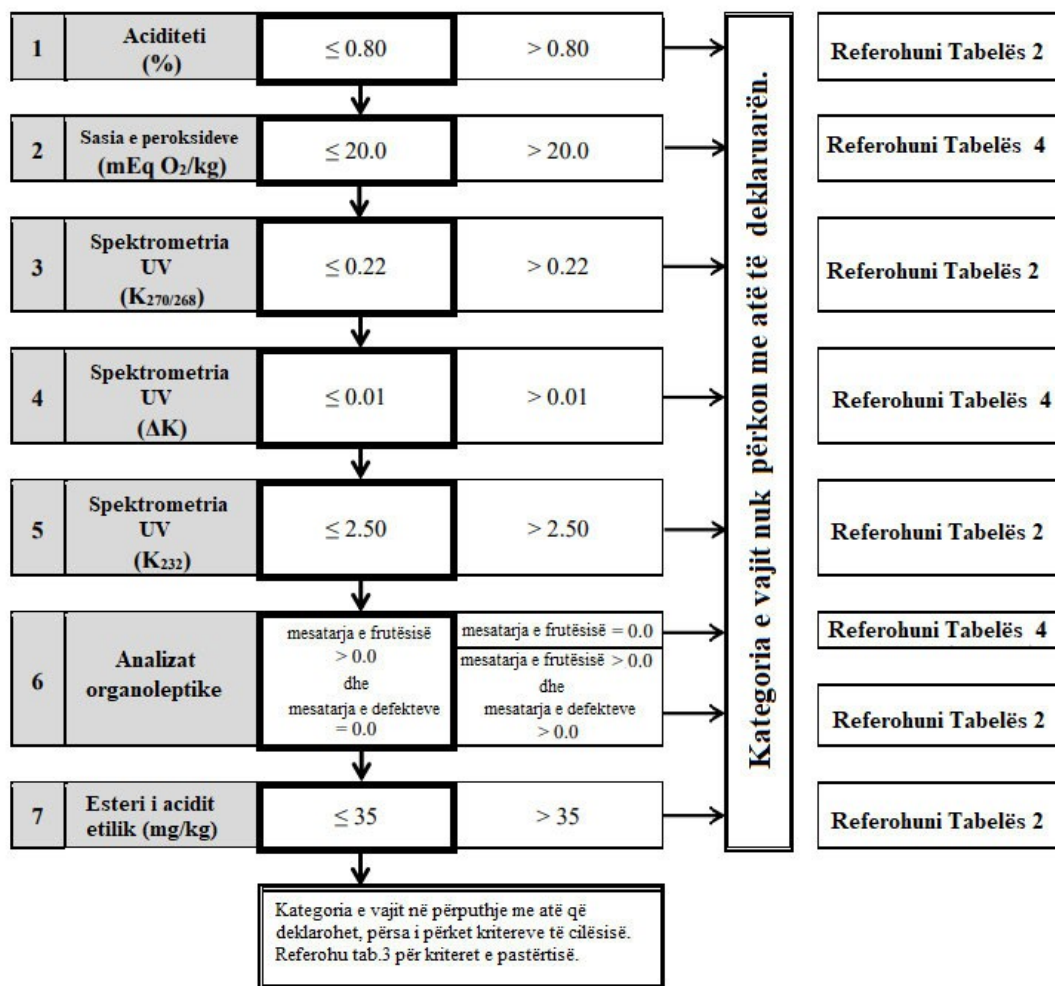 1
Aciditeti
(%)
≤ 0.80
> 0.80
Referohuni Tabelës 2
2
Sasia e peroksideve
(mEq O₂/kg)
≤ 20.0
> 20.0
Referohuni Tabelës 4
3
Spektrometria
UV
(K₂₇₀/₂₆₈)
≤ 0.22
> 0.22
Referohuni Tabelës 2
4
Spektrometria
UV
(ΔK)
≤ 0.01
> 0.01
Referohuni Tabelës 4
5
Spektrometria
UV
(K₂₃₂)
≤ 2.50
> 2.50
Referohuni Tabelës 2
6
Analizat
organoleptike
mesatarja e frutësisë
> 0.0
dhe
mesatarja e defekteve
= 0.0
mesatarja e frutësisë = 0.0
Referohuni Tabelës 4
mesatarja e frutësisë > 0.0
dhe
mesatarja e defekteve
> 0.0
Referohuni Tabelës 2
7
Esteri i acidit
etilik (mg/kg)
≤ 35
> 35
Referohuni Tabelës 2
Kategoria e vajit nuk përkon me atë të deklaruarën.
Kategoria e vajit në përputhje me atë që
deklarohet, përsa i përket kritereve të cilësisë.
Referohu tab.3 për kriteret e pastërtisë.